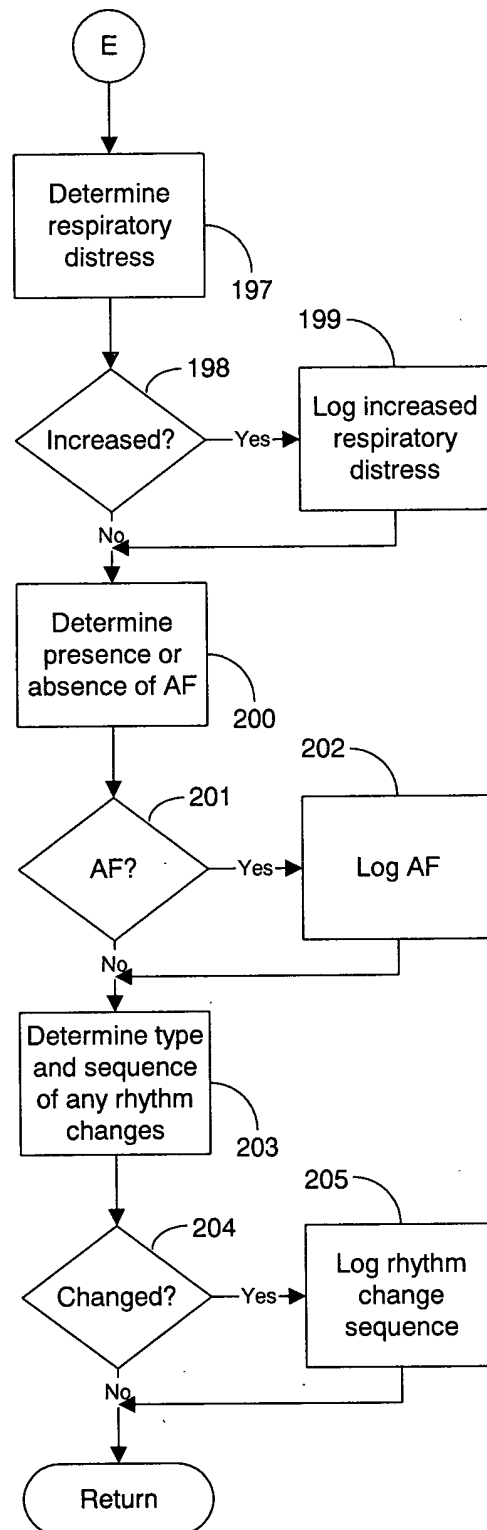 E
Determine
respiratory
distress
197
198
199
Increased?
Yes
Log increased
respiratory
distress
No
Determine
presence or
absence of AF
200
201
202
AF?
Yes
Log AF
No
Determine type
and sequence
of any rhythm
changes
203
204
205
Changed?
Yes
Log rhythm
change
sequence
No
Return